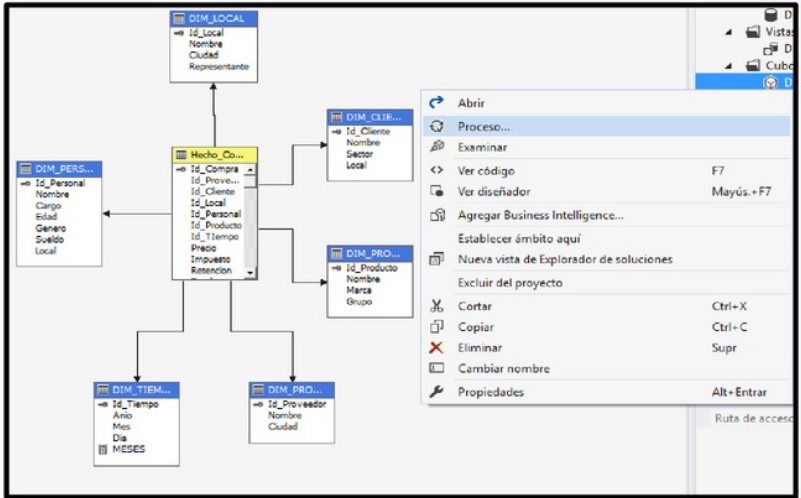 DIM_LOCAL
Id_Local
Nombre
Ciudad
Representante
DIM_CLIE...
Id_Cliente
Nombre
Sector
Local
DIM_PERS...
Id_Personal
Nombre
Cargo
Edad
Genero
Sueldo
Local
Hecho_Co...
Id_Compra
Id_Prove...
Id_Cliente
Id_Local
Id_Personal
Id_Producto
Id_TIempo
Precio
Impuesto
Retencion
DIM_PRO...
Id_Producto
Nombre
Marca
Grupo
DIM_TIEM...
Id_Tiempo
Anio
Mes
Dia
MESES
DIM_PRO...
Id_Proveedor
Nombre
Ciudad
D
Vistas
D
Cubo
D
Abrir
Proceso...
Examinar
Ver código F7
Ver diseñador Mayús.+F7
Agregar Business Intelligence...
Establecer ámbito aquí
Nueva vista de Explorador de soluciones
Excluir del proyecto
Cortar Ctrl+X
Copiar Ctrl+C
Eliminar Supr
Cambiar nombre
Propiedades Alt+Entrar
Ruta de acceso